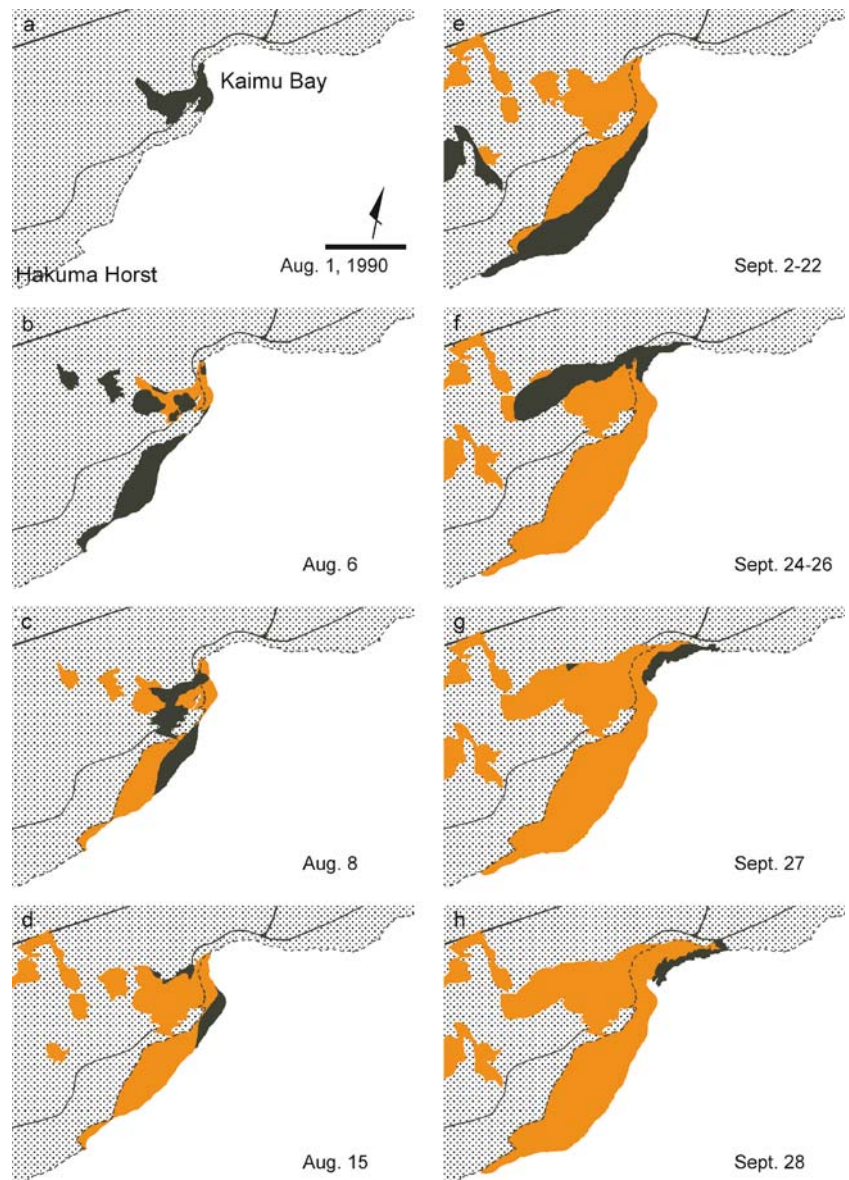 a
Kaimu Bay
Hakuma Horst
Aug. 1, 1990
b
Aug. 6
c
Aug. 8
d
Aug. 15
e
Sept. 2-22
f
Sept. 24-26
g
Sept. 27
h
Sept. 28